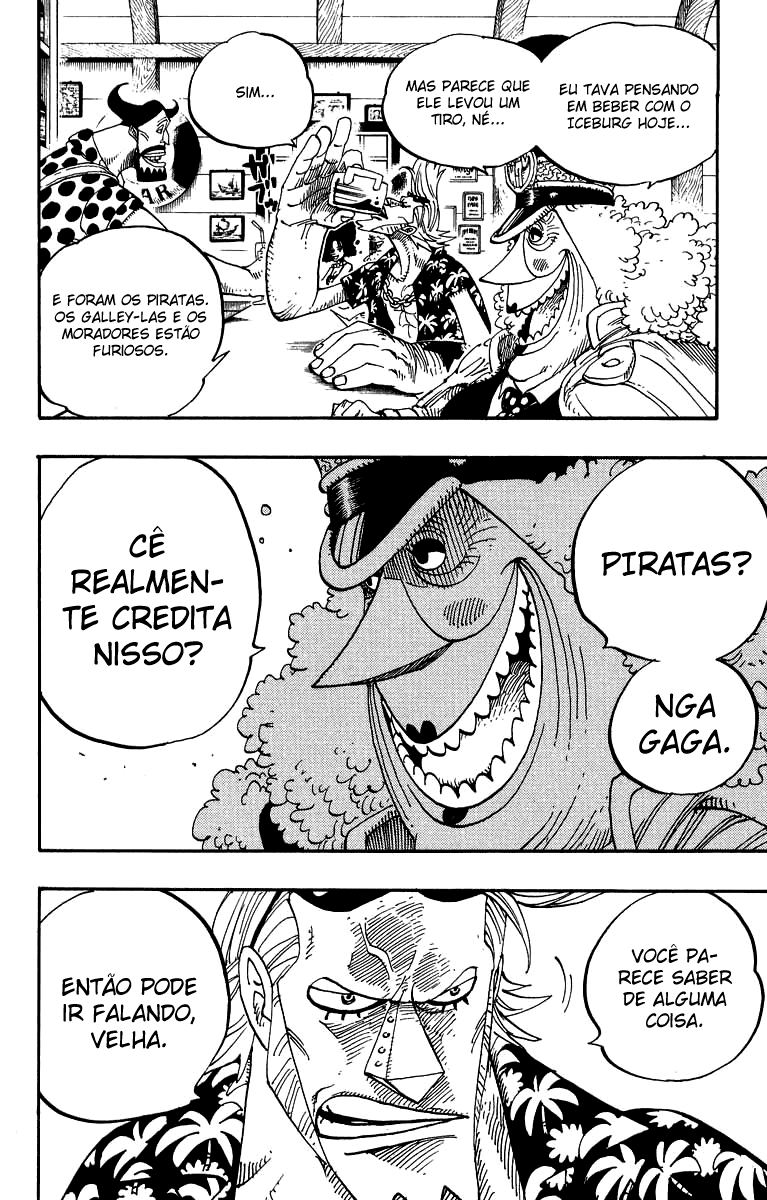 EU TAVA PENSANDO
EM BEBER COM O
ICEBURG HOJE...
MAS PARECE QUE
ELE LEVOU UM
TIRO, NÉ...
SIM...
E FORAM OS PIRATAS.
OS GALLEY-LAS E OS
MORADORES ESTÃO
FURIOSOS.
PIRATAS?
NGA
GAGA.
CÊ
REALMEN-
TE CREDITA
NISSO?
VOCÊ PA-
RECE SABER
DE ALGUMA
COISA.
ENTÃO PODE
IR FALANDO,
VELHA.